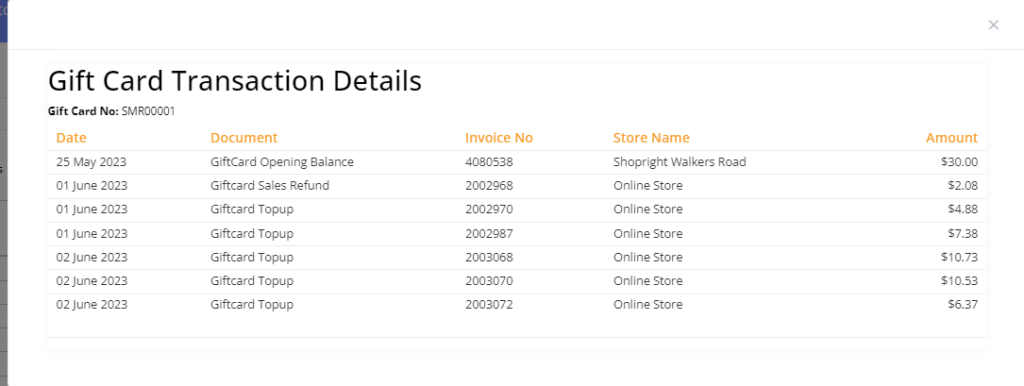 ×
Gift Card Transaction Details
Gift Card No: SMR00001
Date Document Invoice No Store Name Amount
25 May 2023 GiftCard Opening Balance 4080538 Shopright Walkers Road $30.00
01 June 2023 Giftcard Sales Refund 2002968 Online Store $2.08
01 June 2023 Giftcard Topup 2002970 Online Store $4.88
01 June 2023 Giftcard Topup 2002987 Online Store $7.38
02 June 2023 Giftcard Topup 2003068 Online Store $10.73
02 June 2023 Giftcard Topup 2003070 Online Store $10.53
02 June 2023 Giftcard Topup 2003072 Online Store $6.37